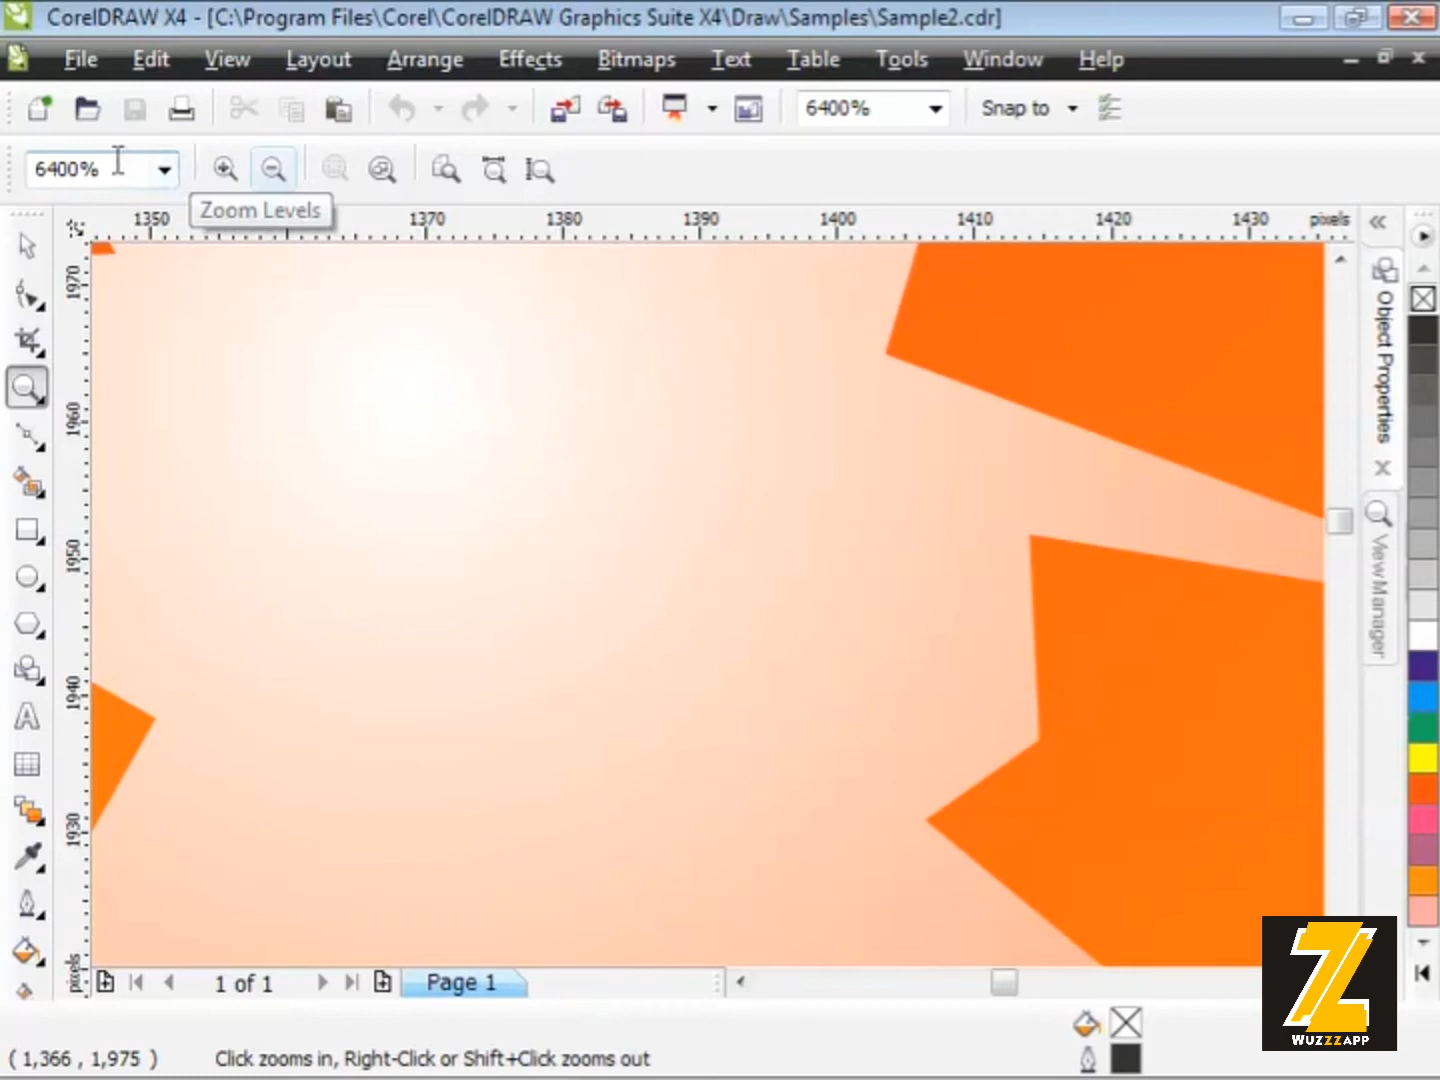 CorelDRAW X4 - [C:\Program Files\Corel\CorelDRAW Graphics Suite X4\Draw\Samples\Sample2.cdr]
File Edit View Layout Arrange Effects Bitmaps Text Table Tools Window Help
6400% Snap to
6400%
Zoom Levels
1350 1370 1380 1390 1400 1410 1420 1430 pixels
1970
1960
1950
1940
1930
pixels
Object Properties
View Manager
1 of 1 Page 1
( 1,366 , 1,975 ) Click zooms in, Right-Click or Shift+Click zooms out
Z
WUZZZAPP